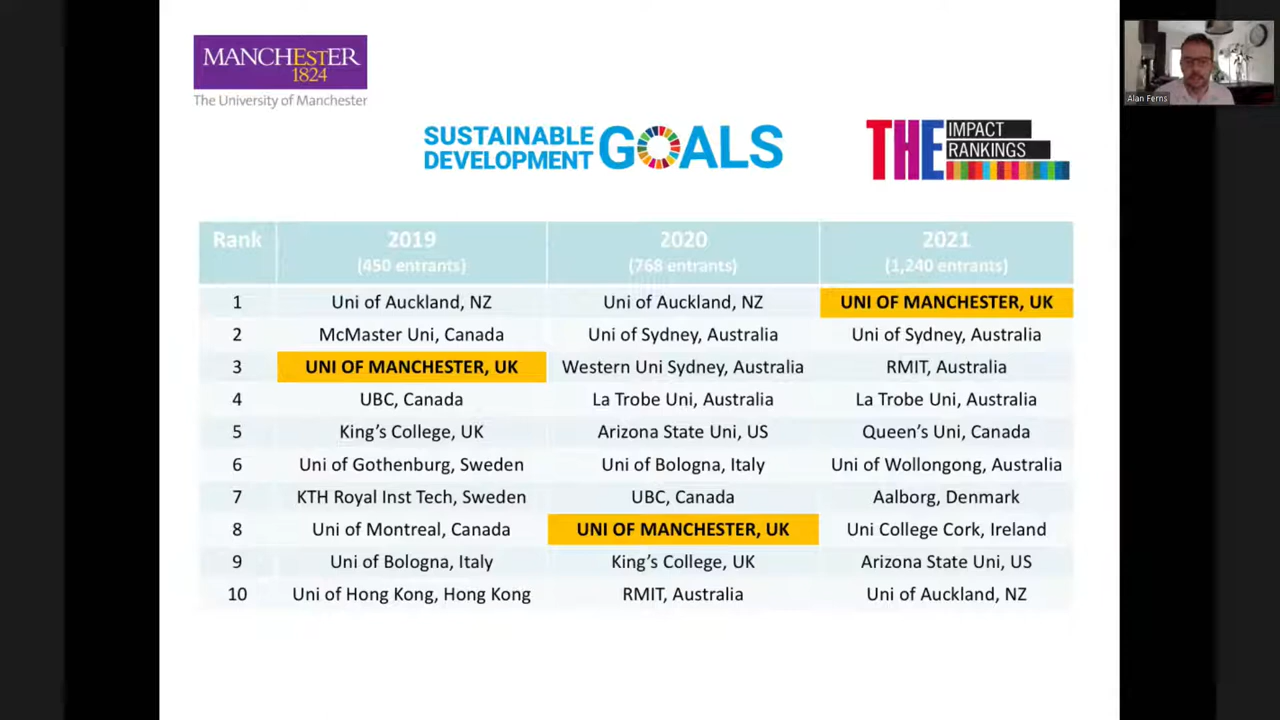 MANCHEsTER
1824
The University of Manchester
Alan Ferns
SUSTAINABLE
DEVELOPMENT
GOALS
THE
IMPACT
RANKINGS
Rank 2019 2020 2021
(450 entrants) (768 entrants) (1,240 entrants)
1 Uni of Auckland, NZ Uni of Auckland, NZ UNI OF MANCHESTER, UK
2 McMaster Uni, Canada Uni of Sydney, Australia Uni of Sydney, Australia
3 UNI OF MANCHESTER, UK Western Uni Sydney, Australia RMIT, Australia
4 UBC, Canada La Trobe Uni, Australia La Trobe Uni, Australia
5 King’s College, UK Arizona State Uni, US Queen’s Uni, Canada
6 Uni of Gothenburg, Sweden Uni of Bologna, Italy Uni of Wollongong, Australia
7 KTH Royal Inst Tech, Sweden UBC, Canada Aalborg, Denmark
8 Uni of Montreal, Canada UNI OF MANCHESTER, UK Uni College Cork, Ireland
9 Uni of Bologna, Italy King’s College, UK Arizona State Uni, US
10 Uni of Hong Kong, Hong Kong RMIT, Australia Uni of Auckland, NZ